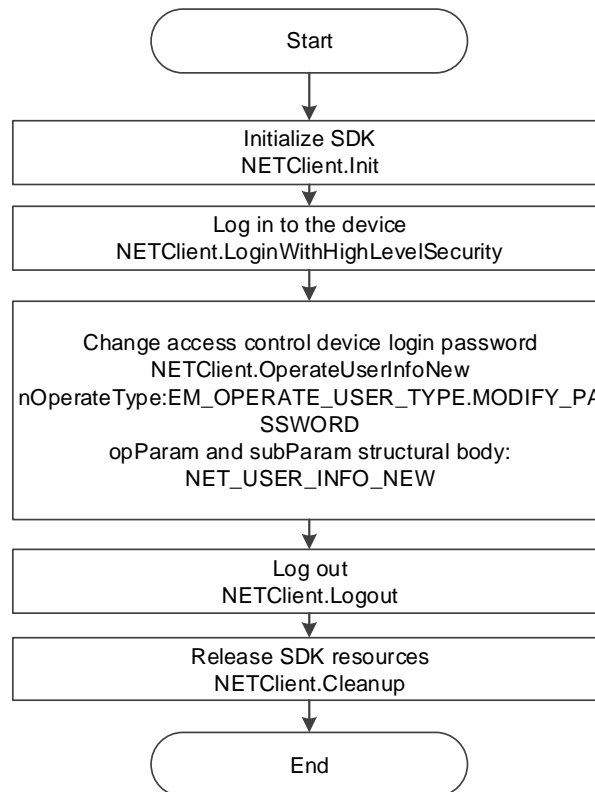 Start
Initialize SDK
NETClient.Init
Log in to the device
NETClient.LoginWithHighLevelSecurity
Change access control device login password
NETClient.OperateUserInfoNew
nOperateType:EM_OPERATE_USER_TYPE.MODIFY_PA
SSWORD
opParam and subParam structural body:
NET_USER_INFO_NEW
Log out
NETClient.Logout
Release SDK resources
NETClient.Cleanup
End